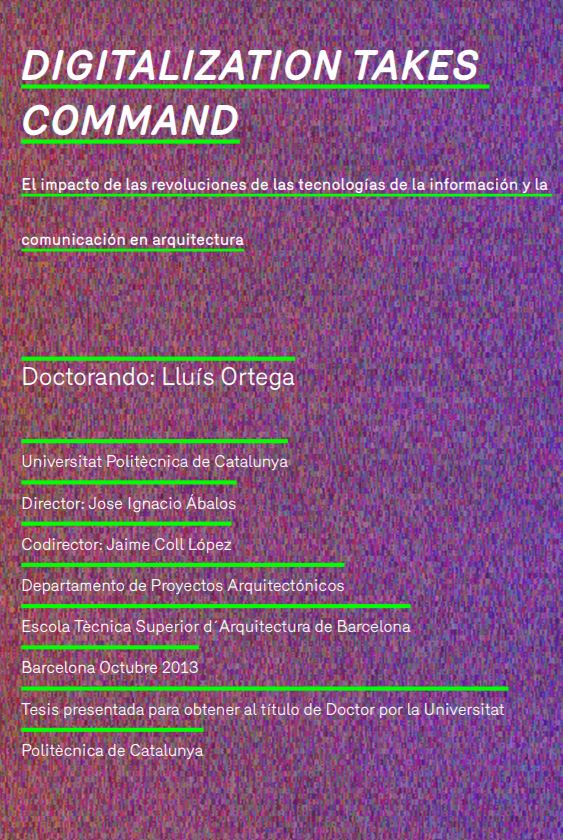 DIGITALIZATION TAKES
COMMAND
El impacto de las revoluciones de las tecnologías de la información y la
comunicación en arquitectura
Doctorando: Lluís Ortega
Universitat Politècnica de Catalunya
Director: Jose Ignacio Ábalos
Codirector: Jaime Coll López
Departamento de Proyectos Arquitectónicos
Escola Tècnica Superior d´Arquitectura de Barcelona
Barcelona Octubre 2013
Tesis presentada para obtener al título de Doctor por la Universitat
Politècnica de Catalunya